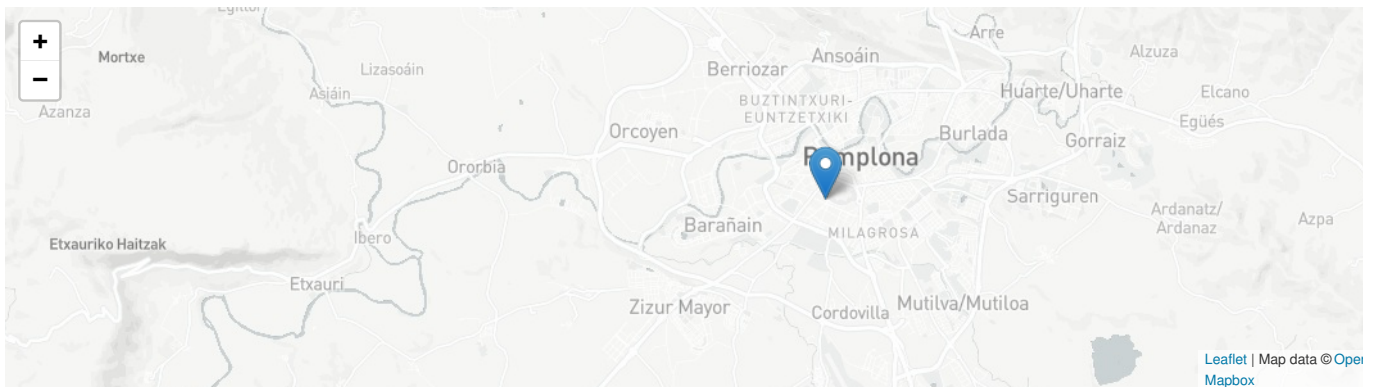 +
−
Mortxe
Azanza
Lizasoáin
Asiáin
Orcoyen
Ororbia
Berriozar
Ansoáin
Arre
Alzuza
BUZTINTXURI-
EUNTZETXIKI
Huarte/Uharte
Elcano
Egüés
Burlada
Gorraiz
Sarriguren
Ardanatz/
Ardanaz
Azpa
Barañain
MILAGROSA
Etxauriko Haitzak
Ibero
Etxauri
Zizur Mayor
Cordovilla
Mutilva/Mutiloa
Leaflet | Map data ©
Mapbox